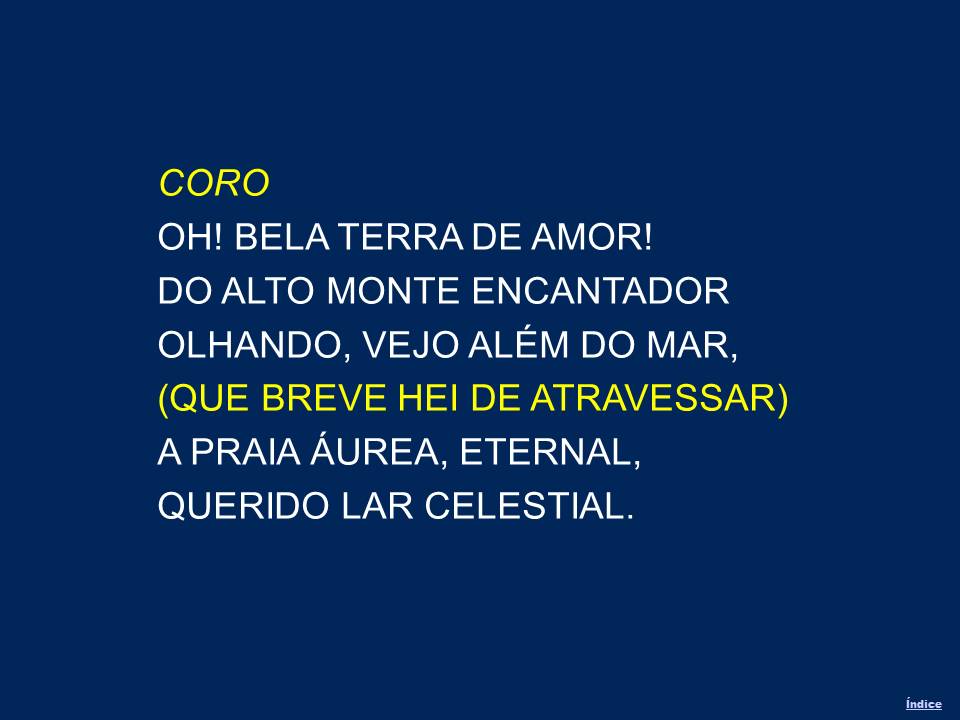 CORO
OH! BELA TERRA DE AMOR!
DO ALTO MONTE ENCANTADOR
OLHANDO, VEJO ALÉM DO MAR,
(QUE BREVE HEI DE ATRAVESSAR)
A PRAIA ÁUREA, ETERNAL,
QUERIDO LAR CELESTIAL.
Índice